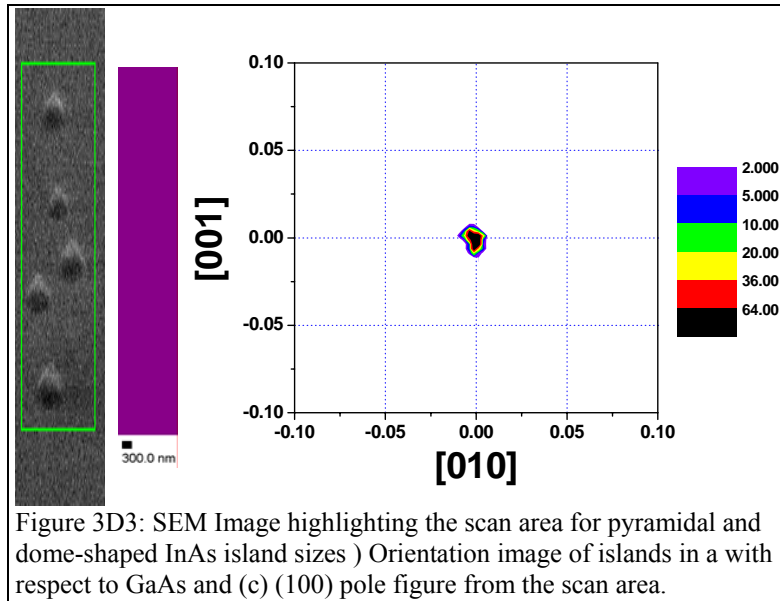 0.10
0.05
0.00
-0.05
-0.10
[001]
-0.10 -0.05 0.00 0.05 0.10
[010]
2.000
5.000
10.00
20.00
36.00
64.00
300.0 nm
Figure 3D3: SEM Image highlighting the scan area for pyramidal and
dome-shaped InAs island sizes ) Orientation image of islands in a with
respect to GaAs and (c) (100) pole figure from the scan area.